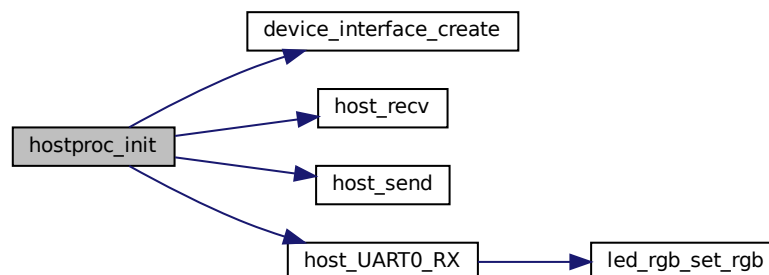 device_interface_create
host_recv
hostproc_init
host_send
host_UART0_RX
led_rgb_set_rgb